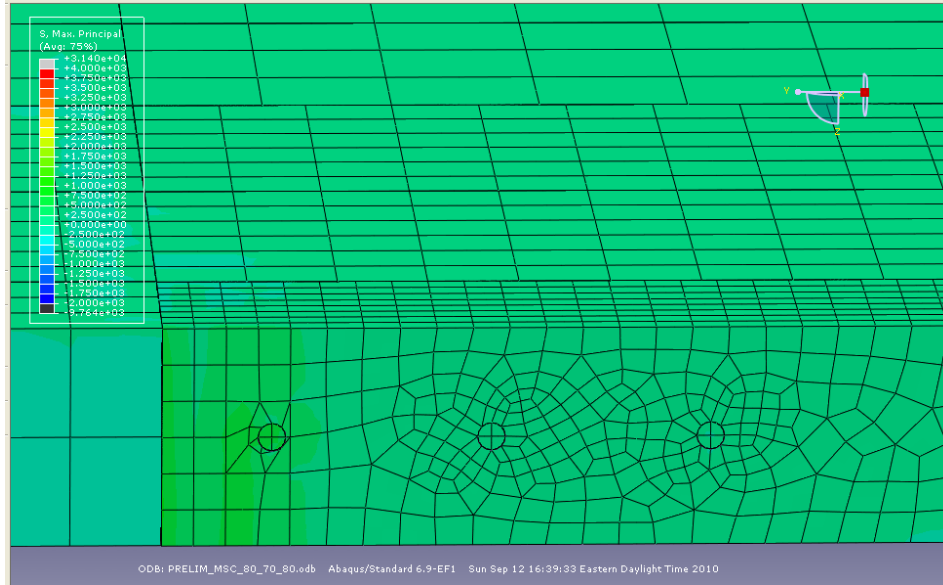 S, Max. Principal
(Avg: 75%)
+3.140e+04
+4.000e+03
+3.750e+03
+3.500e+03
+3.250e+03
+3.000e+03
+2.750e+03
+2.500e+03
+2.250e+03
+2.000e+03
+1.750e+03
+1.500e+03
+1.250e+03
+1.000e+03
+7.500e+02
+5.000e+02
+2.500e+02
+0.000e+00
-2.500e+02
-5.000e+02
-7.500e+02
-1.000e+03
-1.250e+03
-1.500e+03
-1.750e+03
-2.000e+03
-9.764e+03
Y
X
Z
ODB: PRELIM_MSC_80_70_80.odb Abaqus/Standard 6.9-EF1 Sun Sep 12 16:39:33 Eastern Daylight Time 2010